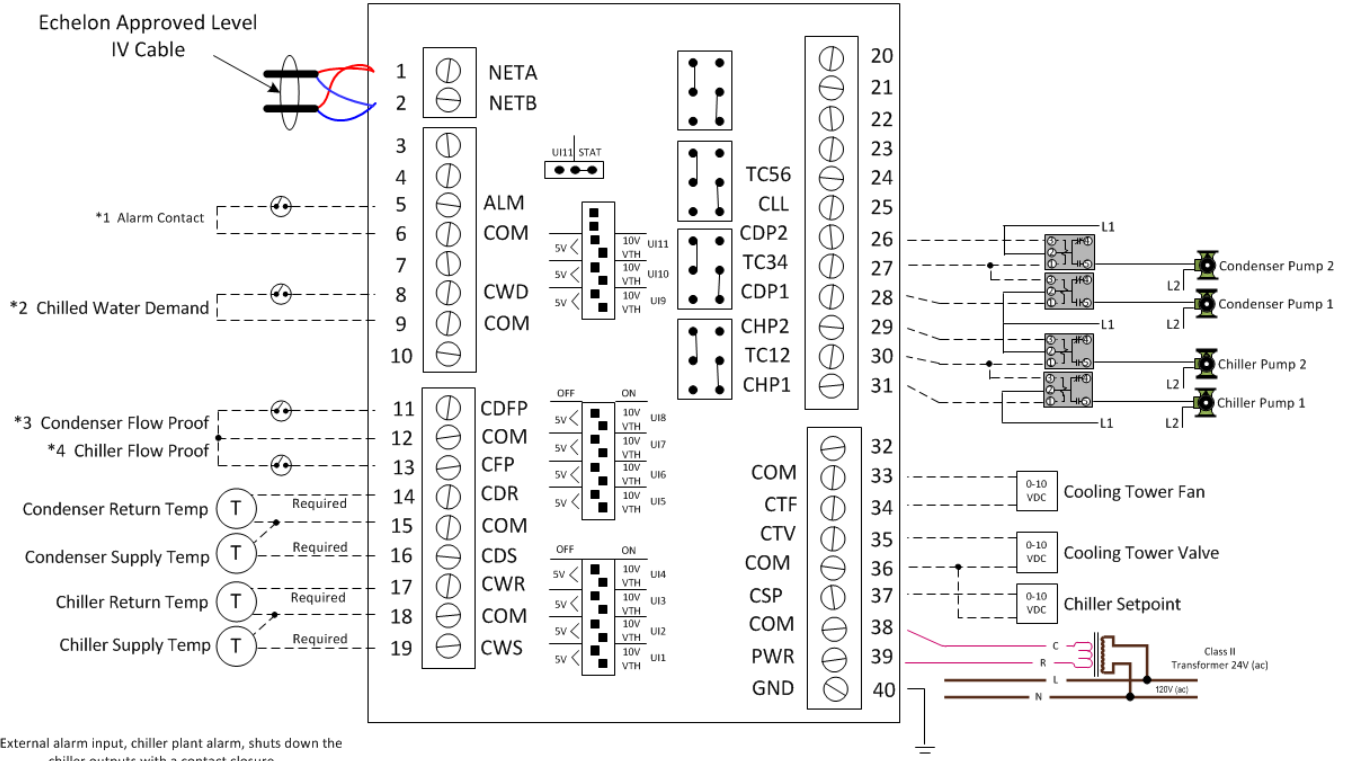 Echelon Approved Level
IV Cable
1 NETA
2 NETB
3
4
5 ALM
6 COM
7
8 CWD
9 COM
10
*1 Alarm Contact
*2 Chilled Water Demand
UI11 STAT
5V 10V VTH UI11
5V 10V VTH UI10
5V 10V VTH UI9
11 CDFP
12 COM
13 CFP
14 CDR
15 COM
16 CDS
17 CWR
18 COM
19 CWS
*3 Condenser Flow Proof
*4 Chiller Flow Proof
Condenser Return Temp T Required
Condenser Supply Temp T Required
Chiller Return Temp T Required
Chiller Supply Temp T Required
OFF ON
5V 10V VTH UI8
5V 10V VTH UI7
5V 10V VTH UI6
5V 10V VTH UI5
OFF ON
5V 10V VTH UI4
5V 10V VTH UI3
5V 10V VTH UI2
5V 10V VTH UI1
20
21
22
23
TC56 24
CLL 25
CDP2 26
TC34 27
CDP1 28
CHP2 29
TC12 30
CHP1 31
L1
L2 Condenser Pump 2
L2 Condenser Pump 1
L1
L2 Chiller Pump 2
L2 Chiller Pump 1
L1
32
COM 33
CTF 34
CTV 35
COM 36
CSP 37
COM 38
PWR 39
GND 40
0-10
VDC
Cooling Tower Fan
0-10
VDC
Cooling Tower Valve
0-10
VDC
Chiller Setpoint
C
R
L
N
Class II
Transformer 24V (ac)
120V (ac)
External alarm input, chiller plant alarm, shuts down the
chiller outputs with a contact closure